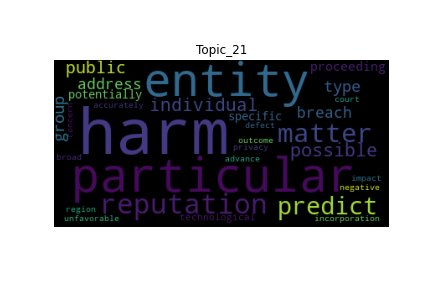 Topic_21
public
entity
proceeding
address
type
potentially
individual
accurately
court
group
concern
specific
breach
harm
defect
matter
outcome
possible
privacy
broad
particular
advance
impact
negative
reputation
predict
region
unfavorable
technological
incorporation